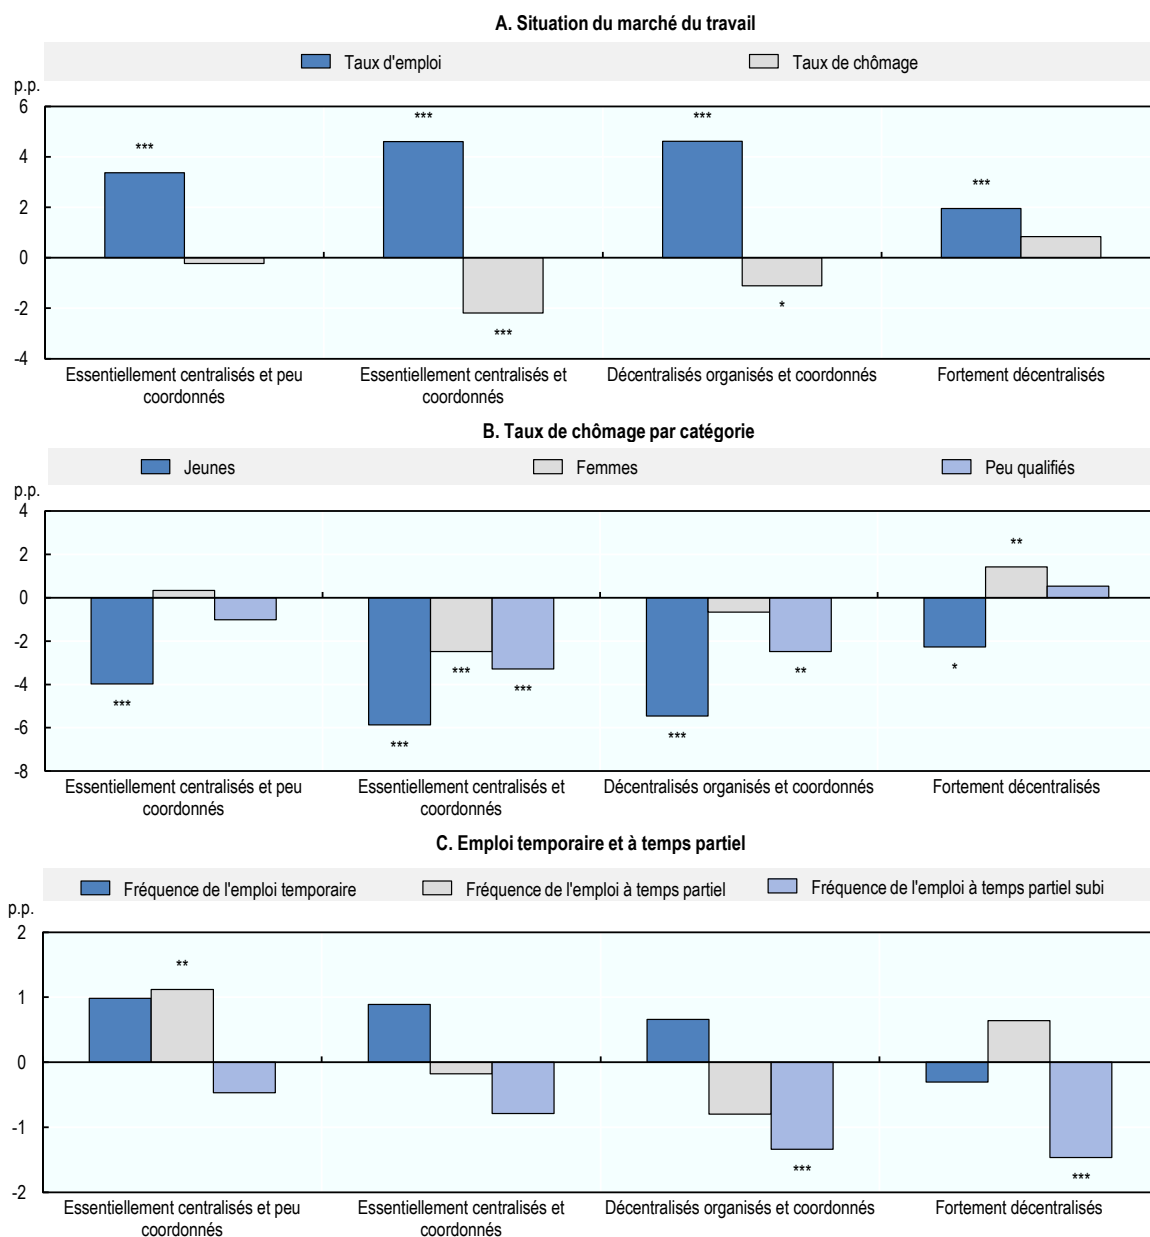 A. Situation du marché du travail
Taux d'emploi Taux de chômage
p.p.
6
*** *** *** ***
4
2
0
-2
*** *
-4
Essentiellement centralisés et peu coordonnés
Essentiellement centralisés et coordonnés
Décentralisés organisés et coordonnés
Fortement décentralisés
B. Taux de chômage par catégorie
Jeunes Femmes Peu qualifiés
p.p.
4
**
2
0
-2
*** *** ** *
-4
***
-6
*** ***
-8
Essentiellement centralisés et peu coordonnés
Essentiellement centralisés et coordonnés
Décentralisés organisés et coordonnés
Fortement décentralisés
C. Emploi temporaire et à temps partiel
Fréquence de l'emploi temporaire Fréquence de l'emploi à temps partiel Fréquence de l'emploi à temps partiel subi
p.p.
2
**
1
0
-1
*** ***
-2
Essentiellement centralisés et peu coordonnés
Essentiellement centralisés et coordonnés
Décentralisés organisés et coordonnés
Fortement décentralisés